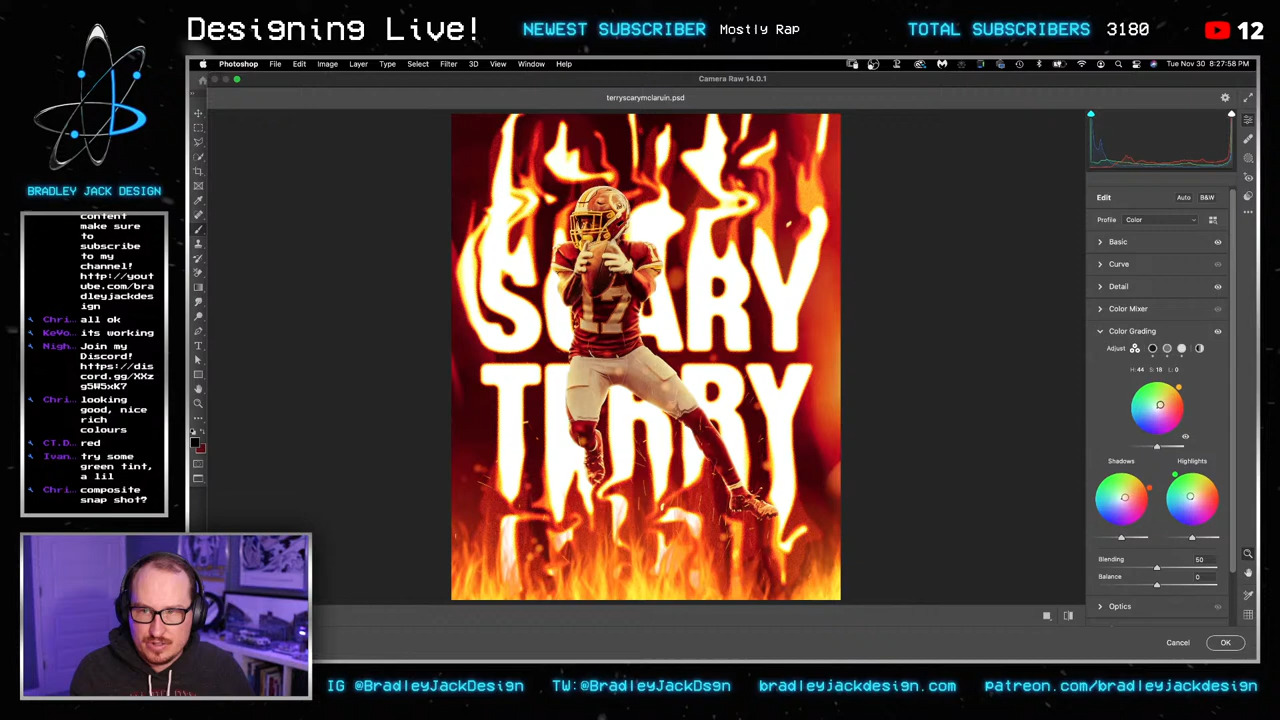 Designing Live!
NEWEST SUBSCRIBER Mostly Rap
TOTAL SUBSCRIBERS 3180
12
BRADLEY JACK DESIGN
Photoshop File Edit Image Layer Type Select Filter 3D View Window Help
Tue Nov 30 8:27:58 PM
Camera Raw 14.0.1
terryscarymclaruin.psd
content
make sure
to
subscribe
to my
channel!
http://yout
ube.com/bra
dleyjackdes
ign
Chri… all ok
KeVo… its working
Nigh… Join my
Discord!
https://dis
cord.gg/XXz
g5W5xK7
Chri… looking
good, nice
rich
colours
CT.D… red
Ivan… try some
green tint,
a lil
Chri… composite
snap shot?
SCARY
TERRY
17
Edit Auto B&W
Profile Color
Basic
Curve
Detail
Color Mixer
Color Grading
Adjust
H: 44 S: 18 L: 0
Shadows Highlights
Blending 50
Balance 0
Optics
Cancel OK
IG @BradleyJackDesign TW:@BradleyJackDsgn bradleyjackdesign.com patreon.com/bradleyjackdesign